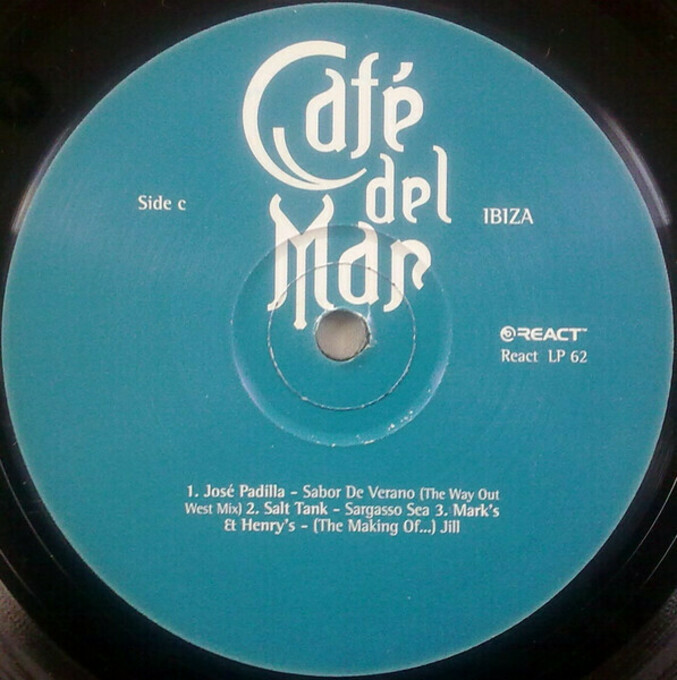 Café
del
Mar
Side c
IBIZA
REACT™
React LP 62
1. José Padilla – Sabor De Verano (The Way Out
West Mix) 2. Salt Tank – Sargasso Sea 3. Mark's
& Henry's – (The Making Of...) Jill